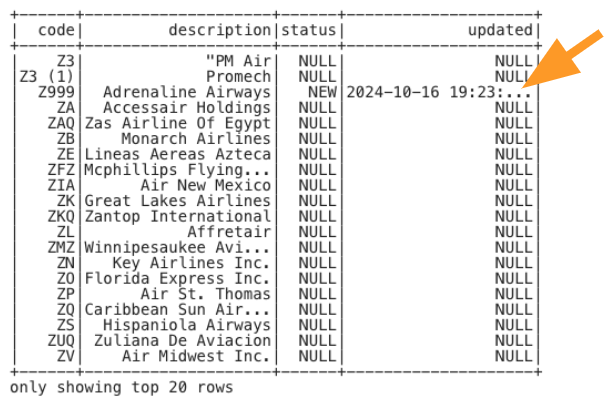 +-------+--------------------+------+--------------------+
|   code|         description|status|             updated|
+-------+--------------------+------+--------------------+
|     Z3|             "PM Air|  NULL|                NULL|
| Z3 (1)|             Promech|  NULL|                NULL|
|   Z999|  Adrenaline Airways|   NEW|2024-10-16 19:23:...|
|     ZA|  Accessair Holdings|  NULL|                NULL|
|    ZAQ|Zas Airline Of Egypt|  NULL|                NULL|
|     ZB|    Monarch Airlines|  NULL|                NULL|
|     ZE|Lineas Aereas Azteca|  NULL|                NULL|
|    ZFZ|Mcphillips Flying...|  NULL|                NULL|
|    ZIA|      Air New Mexico|  NULL|                NULL|
|     ZK|Great Lakes Airlines|  NULL|                NULL|
|    ZKQ|Zantop International|  NULL|                NULL|
|     ZL|           Affretair|  NULL|                NULL|
|    ZMZ|Winnipesaukee Avi...|  NULL|                NULL|
|     ZN|   Key Airlines Inc.|  NULL|                NULL|
|     ZO|Florida Express Inc.|  NULL|                NULL|
|     ZP|      Air St. Thomas|  NULL|                NULL|
|     ZQ|Caribbean Sun Air...|  NULL|                NULL|
|     ZS|  Hispaniola Airways|  NULL|                NULL|
|    ZUQ| Zuliana De Aviacion|  NULL|                NULL|
|     ZV|    Air Midwest Inc.|  NULL|                NULL|
+-------+--------------------+------+--------------------+
only showing top 20 rows